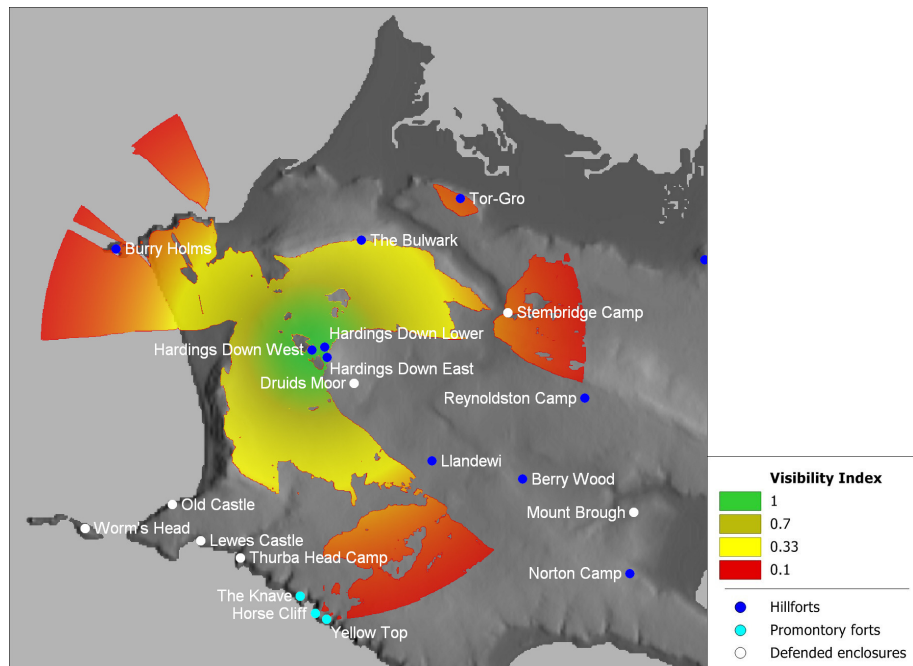 Tor-Gro
The Bulwark
Burry Holms
Stembridge Camp
Hardings Down Lower
Hardings Down West
Hardings Down East
Druids Moor
Reynoldston Camp
Llandewi
Berry Wood
Old Castle
Mount Brough
Worm's Head
Lewes Castle
Thurba Head Camp
Norton Camp
The Knave
Horse Cliff
Yellow Top
Visibility Index
1
0.7
0.33
0.1
Hillforts
Promontory forts
Defended enclosures